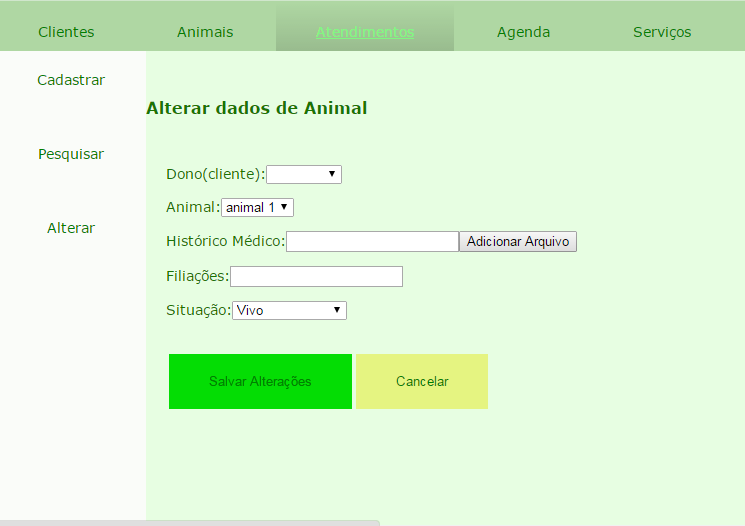 Clientes Animais Atendimentos Agenda Serviços
Cadastrar
Pesquisar
Alterar
Alterar dados de Animal
Dono(cliente):
Animal: animal 1
Histórico Médico: Adicionar Arquivo
Filiações:
Situação: Vivo
Salvar Alterações Cancelar